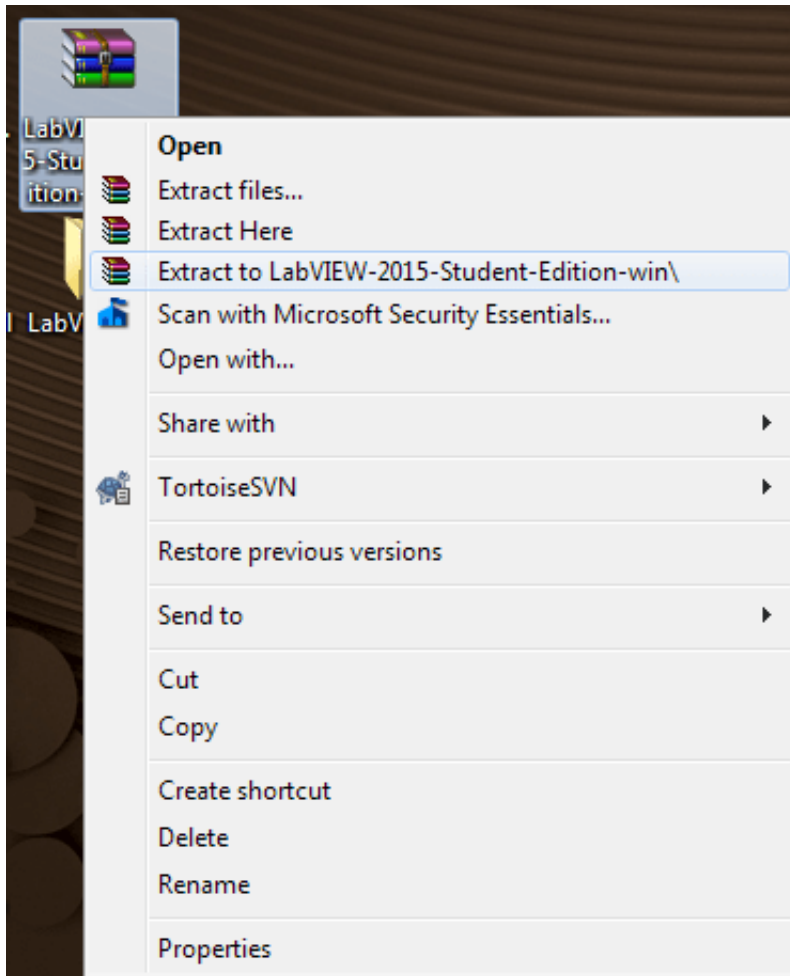 LabVI
5-Stu
ition-
LabV
Open
Extract files...
Extract Here
Extract to LabVIEW-2015-Student-Edition-win\
Scan with Microsoft Security Essentials...
Open with...
Share with
TortoiseSVN
Restore previous versions
Send to
Cut
Copy
Create shortcut
Delete
Rename
Properties